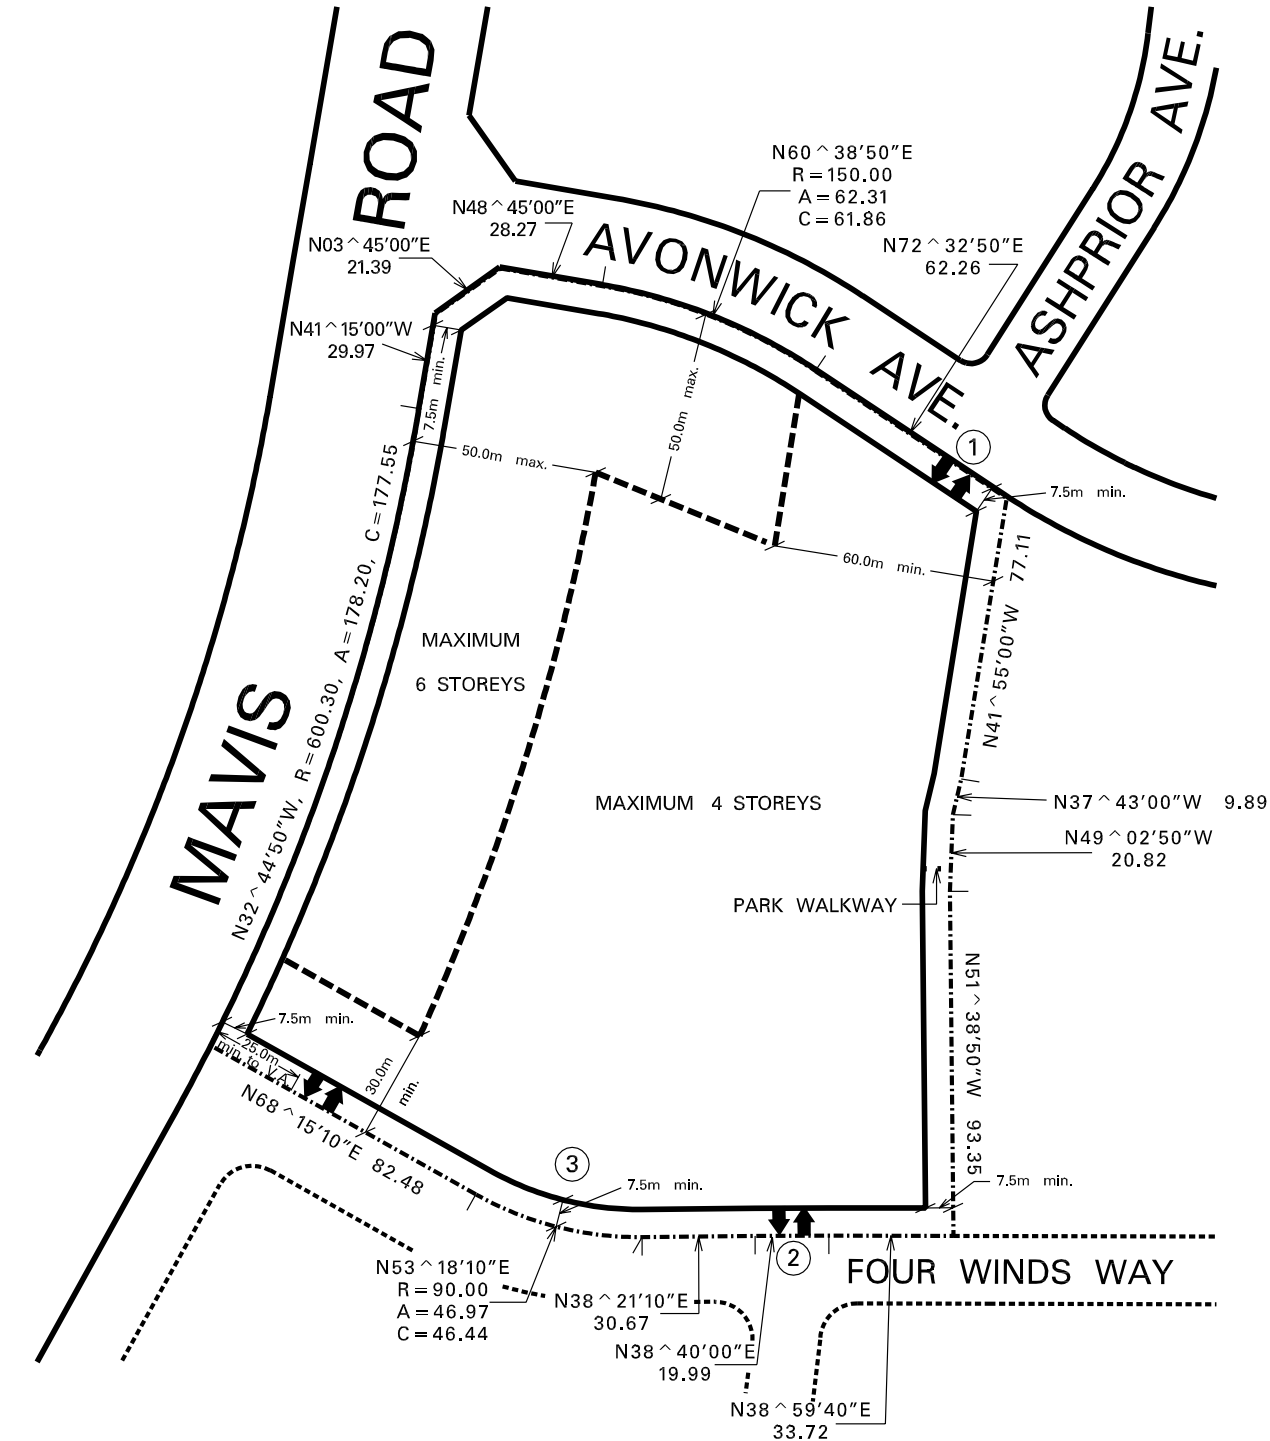 MAVIS ROAD
ASHPRIOR AVE.
N60^38'50"E
R=150.00
A=62.31
C=61.86
N48^45'00"E
28.27
AVONWICK AVE.
N72^32'50"E
62.26
N03^45'00"E
21.39
N41^15'00"W
29.97
7.5m min.
50.0m max.
50.0m max.
1
7.5m min.
60.0m min.
N41^55'00"W 77.11
N32^44'50"W, R=600.30, A=178.20, C=177.55
MAXIMUM
6 STOREYS
MAXIMUM 4 STOREYS
N37^43'00"W 9.89
N49^02'50"W
20.82
PARK WALKWAY
N51^38'50"W 93.35
7.5m min.
25.0m
min. to V.A.I
30.0m
min.
N68^15'10"E 82.48
3
7.5m min.
7.5m min.
2
FOUR WINDS WAY
N53^18'10"E
R=90.00
A=46.97
C=46.44
N38^21'10"E
30.67
N38^40'00"E
19.99
N38^59'40"E
33.72